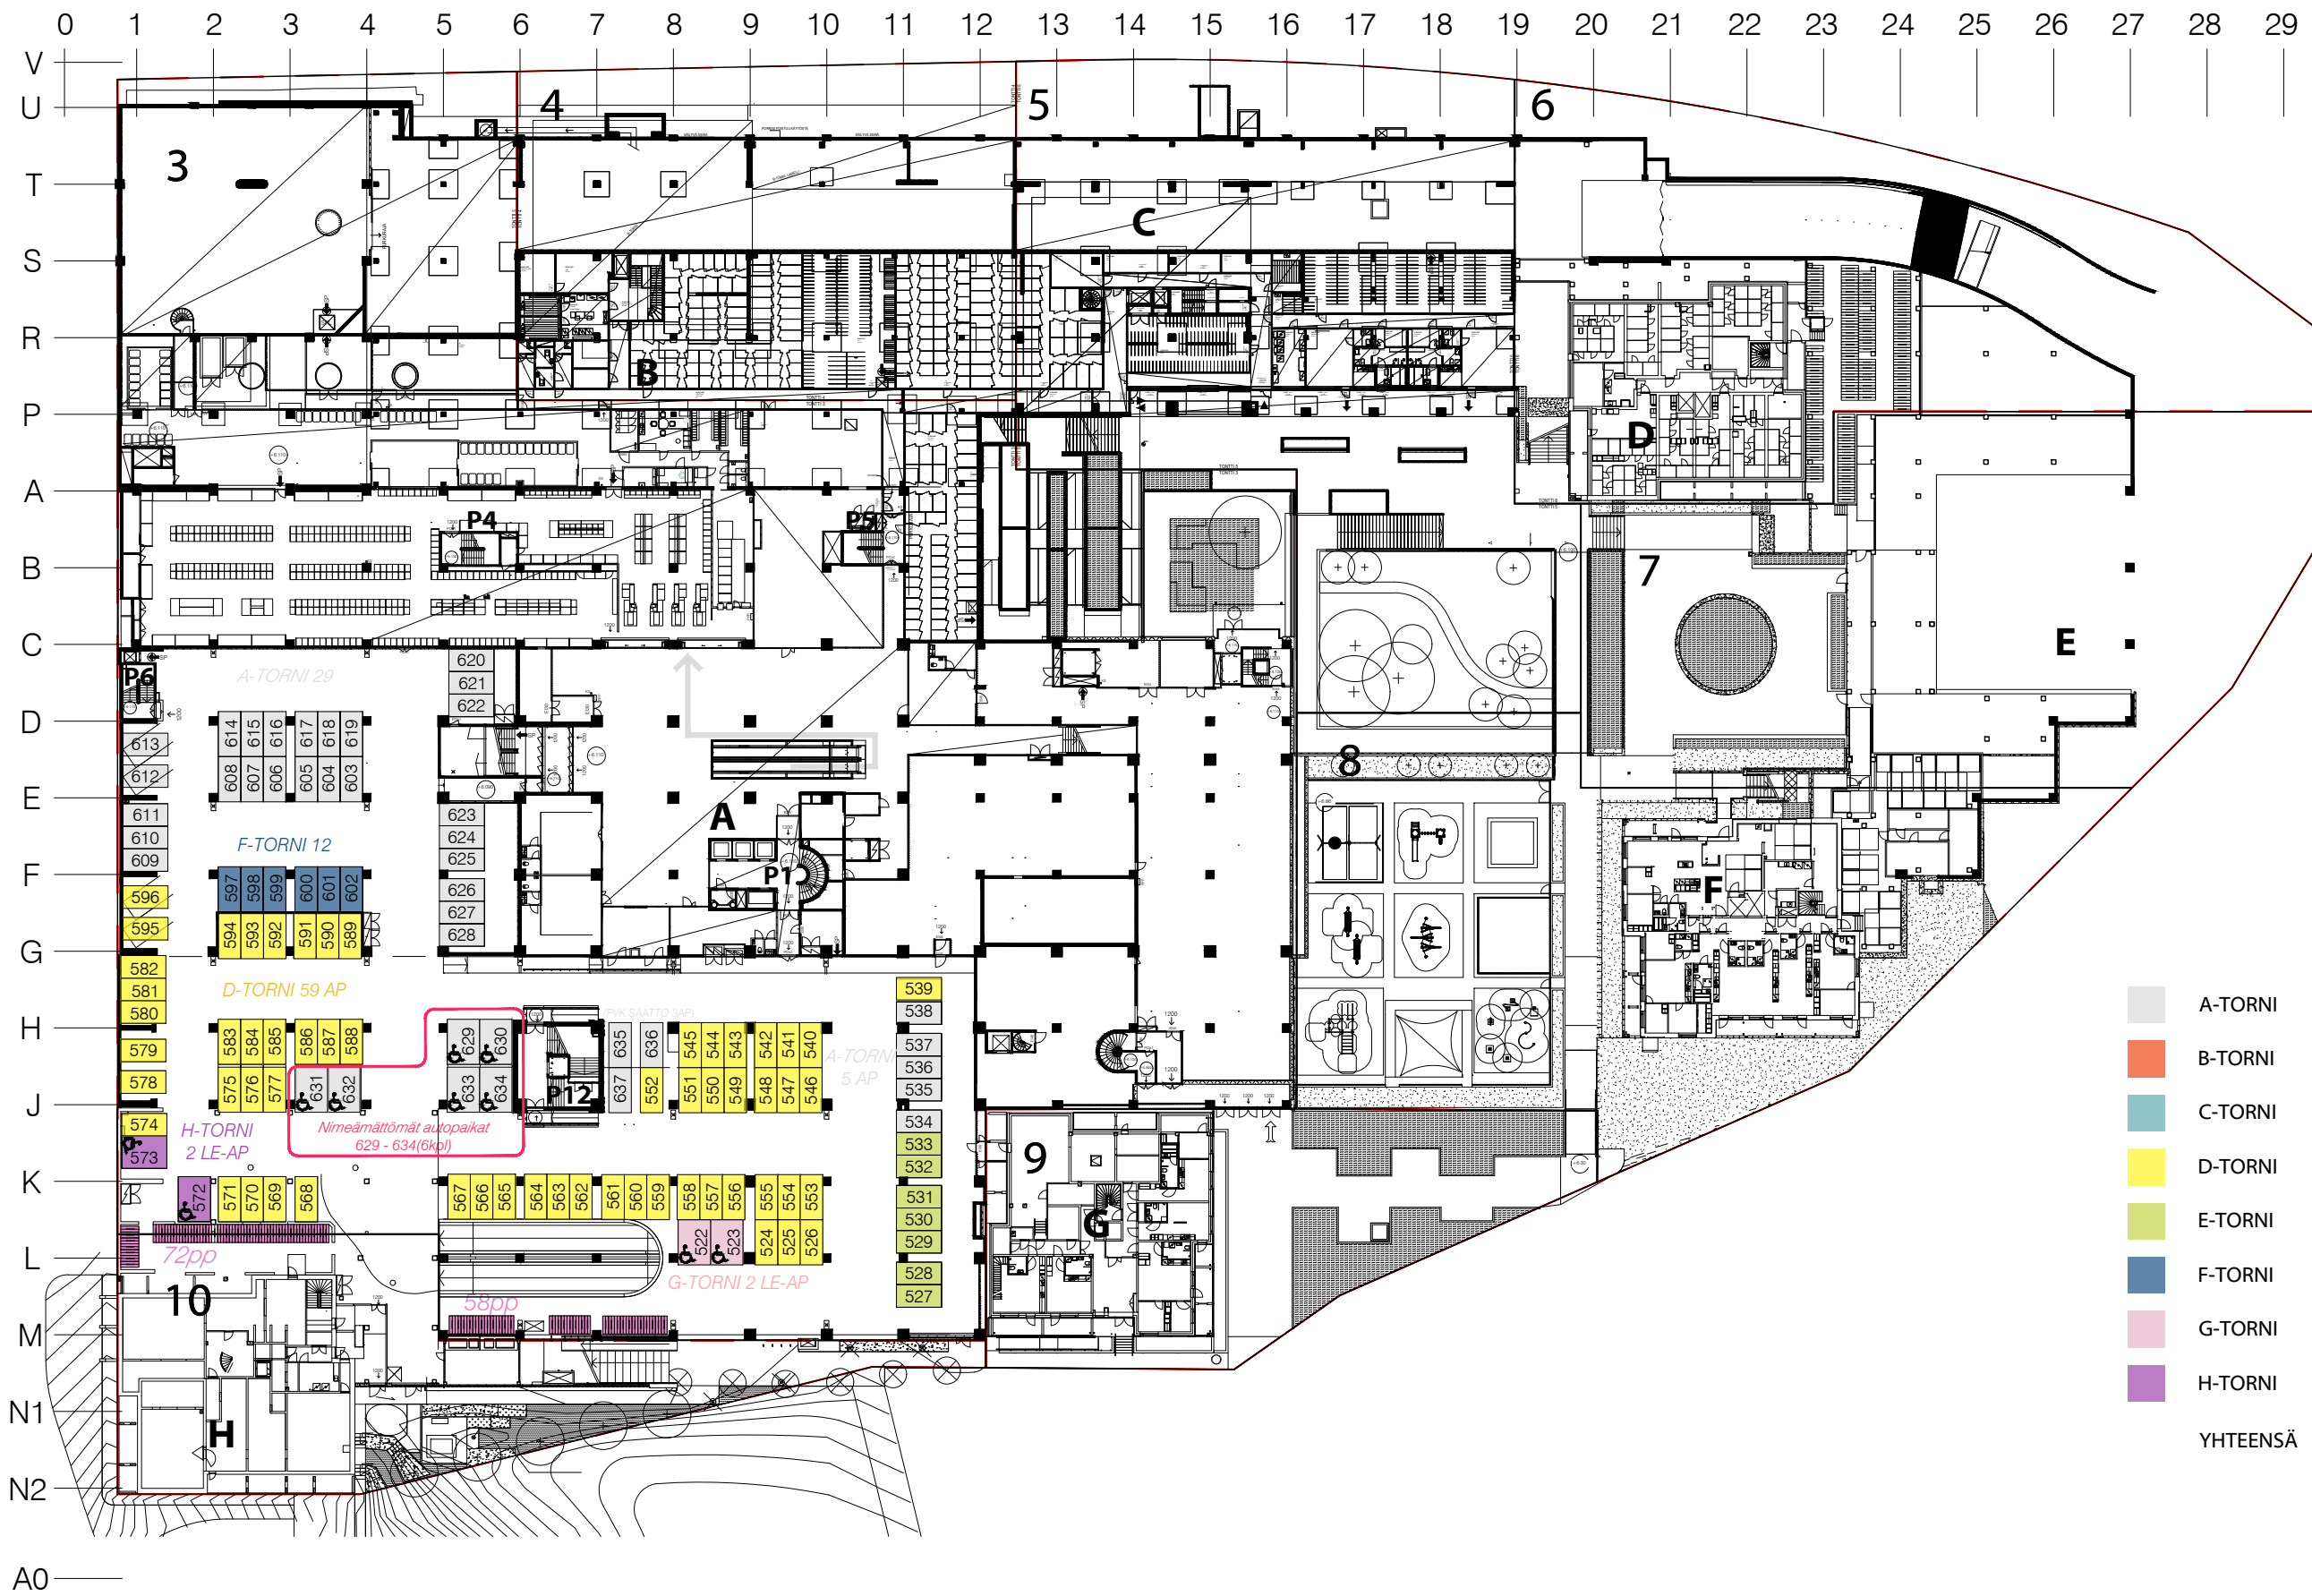 0 1 2 3 4 5 6 7 8 9 10 11 12 13 14 15 16 17 18 19 20 21 22 23 24 25 26 27 28 29
V
U
T
S
R
P
A
B
C
D
E
F
G
H
J
K
L
M
N1
N2
A0
3
4
5
6
7
8
9
10
A
B
C
D
E
F
G
H
P4
P5
P6
P1
P12
A-TORNI 29
620
621
622
614 615 616 617 618 619
608 607 606 605 604 603
613
612
611
610
609
623
624
625
626
627
628
F-TORNI 12
597 598 599 600 601 602
594 593 592 591 590 589
596
595
582
581
580
579
578
D-TORNI 59 AP
583 584 585 586 587 588
575 576 577 631 632
629 630
633 634
Nimeämättömät autopaikat
629 - 634(6kpl)
574
573
H-TORNI
2 LE-AP
572 571 570 569 568
72pp
(PVK SAATTO 3AP)
635 636 545 544 543 542 541 540
637 552 551 550 549 548 547 546
A-TORNI
5 AP
539
538
537
536
535
534
533
532
531
530
529
528
527
567 566 565 564 563 562 561 560 559 558 557 556 555 554 553
522 523 524 525 526
G-TORNI 2 LE-AP
58pp
A-TORNI
B-TORNI
C-TORNI
D-TORNI
E-TORNI
F-TORNI
G-TORNI
H-TORNI
YHTEENSÄ